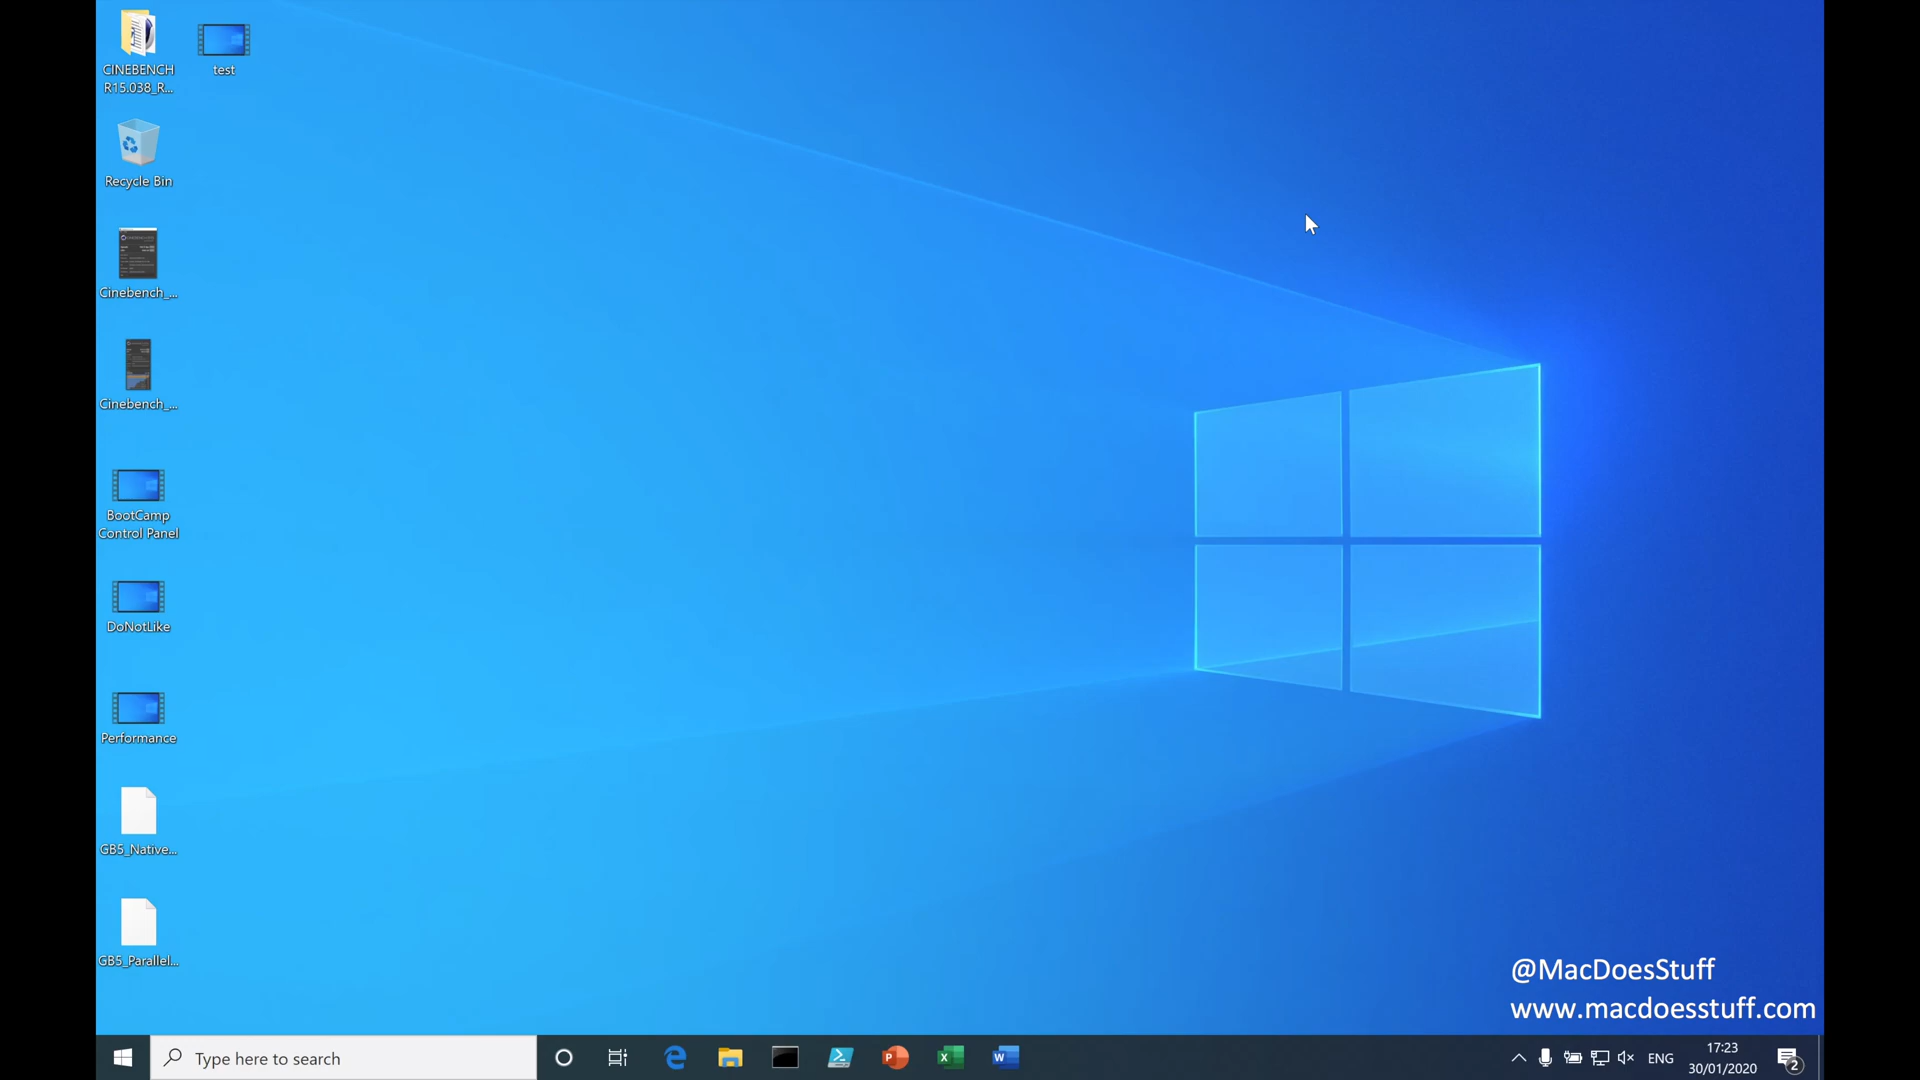 CINEBENCH
R15.038_R...
test
Recycle Bin
Cinebench_...
Cinebench_...
BootCamp
Control Panel
DoNotLike
Performance
GB5_Native...
GB5_Parallel...
@MacDoesStuff
www.macdoesstuff.com
Type here to search
ENG
17:23
30/01/2020
2